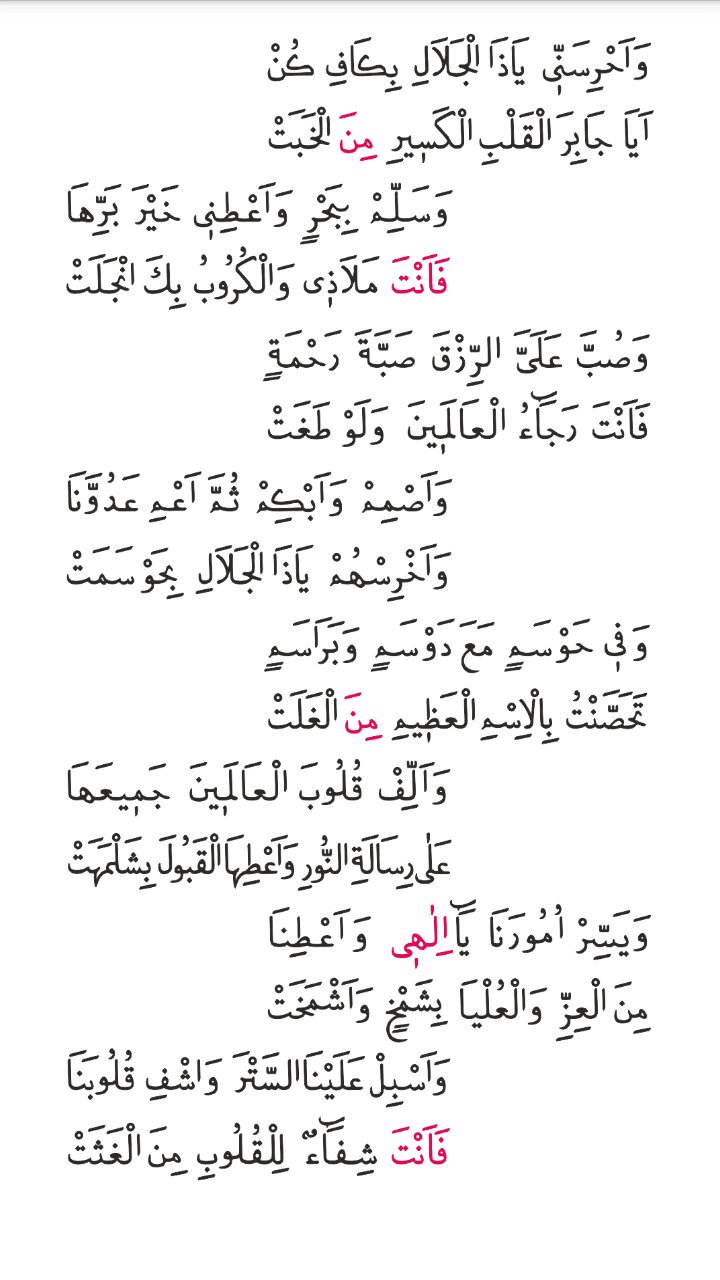 وَاَحْرِسَنّ۪ى يَاذَا الْجَلَالِ بِكَافِ كُنْ
اَيَا جَابِرَ الْقَلْبِ الْكَس۪يرِ مِنَ الْخَبَتْ
وَسَلِّمْ بِبَحْرٍ وَاَعْطِن۪ى خَيْرَ بَرِّهَا
فَاَنْتَ مَلَاذ۪ى وَالْكُرُوبُ بِكَ انْجَلَتْ
وَصُبَّ عَلَىَّ الرِّزْقَ صَبَّةَ رَحْمَةٍ
فَاَنْتَ رَجَٓاءُ الْعَالَم۪ينَ وَلَوْ طَغَتْ
وَاَصْمِمْ وَاَبْكِمْ ثُمَّ اَعْمِ عَدُوَّنَا
وَاَخْرِسْهُمْ يَاذَا الْجَلَالِ بِحَوْسَمَتْ
وَف۪ى حَوْسَمٍ مَعَ دَوْسَمٍ وَبَرَاسَمٍ
تَحَصَّنْتُ بِالْاِسْمِ الْعَظ۪يمِ مِنَ الْغَلَتْ
وَاَلِّفْ قُلُوبَ الْعَالَم۪ينَ جَم۪يعَهَا
عَلٰى رِسَالَةِ النُّورِ وَاَعْطِهَا الْقَبُولَ بِشَلْمَهَتْ
وَيَسِّرْ اُمُورَنَا يَٓا اِلٰه۪ى وَ اَعْطِنَا
مِنَ الْعِزِّ وَالْعُلْيَا بِشَمْخٍ وَاَشْمَخَتْ
وَاَسْبِلْ عَلَيْنَا السَّتْرَ وَاشْفِ قُلُوبَنَا
فَاَنْتَ شِفَٓاءٌ لِلْقُلُوبِ مِنَ الْغَثَتْ